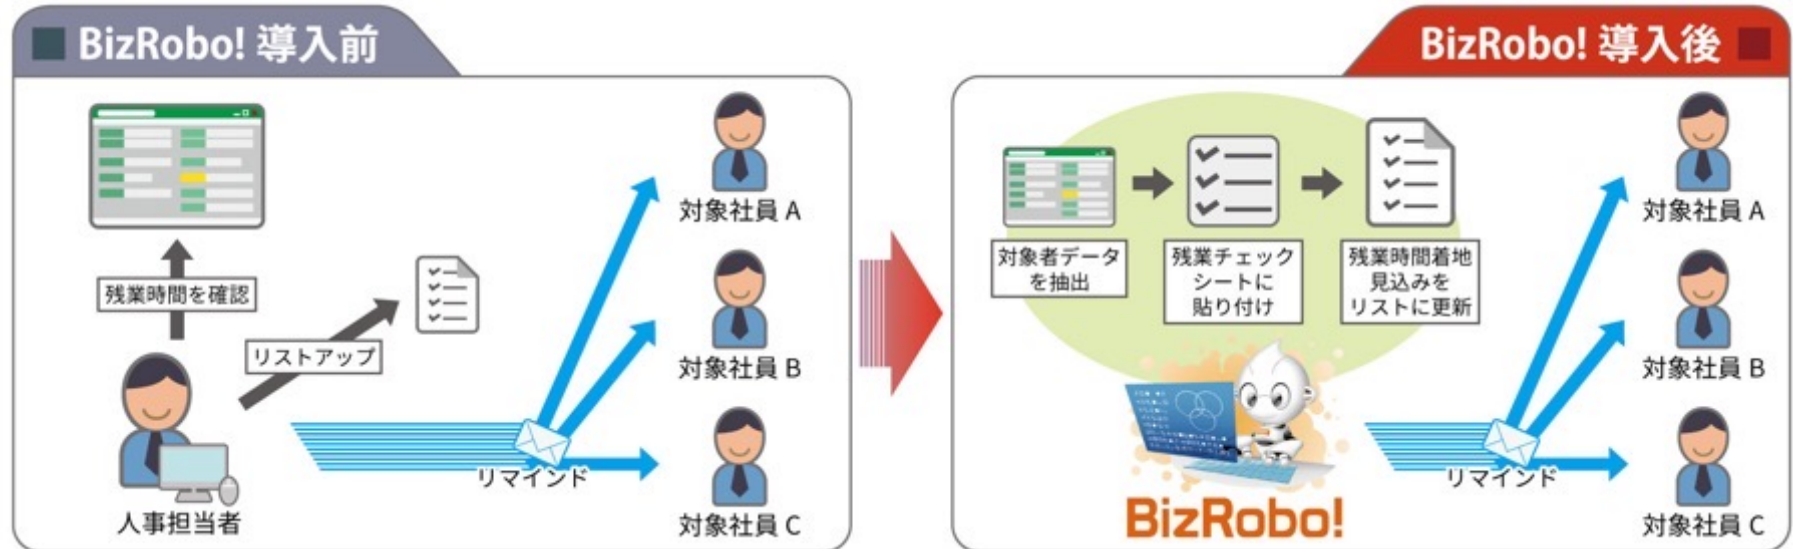 BizRobo! 導入前
残業時間を確認
リストアップ
人事担当者
リマインド
対象社員 A
対象社員 B
対象社員 C
BizRobo! 導入後
対象者データ
を抽出
残業チェック
シートに
貼り付け
残業時間着地
見込みを
リストに更新
BizRobo!
リマインド
対象社員 A
対象社員 B
対象社員 C